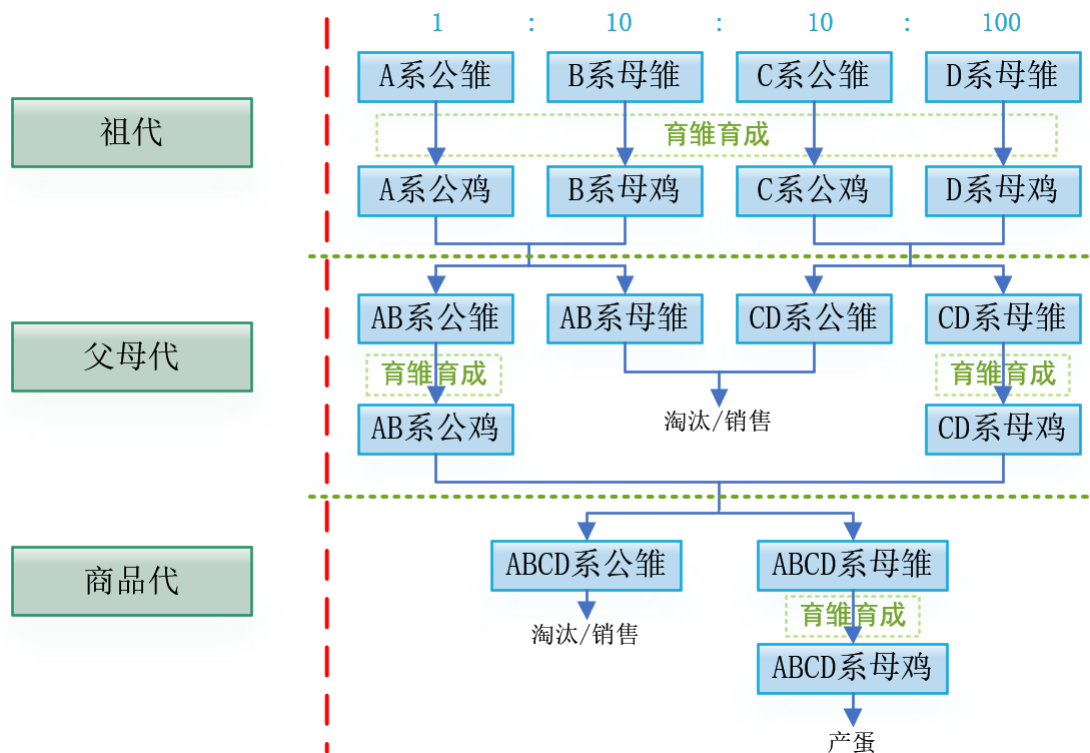 1 : 10 : 10 : 100
A系公雏 B系母雏 C系公雏 D系母雏
祖代
育雏育成
A系公鸡 B系母鸡 C系公鸡 D系母鸡
AB系公雏 AB系母雏 CD系公雏 CD系母雏
父母代
育雏育成 育雏育成
淘汰/销售
AB系公鸡 CD系母鸡
ABCD系公雏 ABCD系母雏
商品代
育雏育成
淘汰/销售
ABCD系母鸡
产蛋